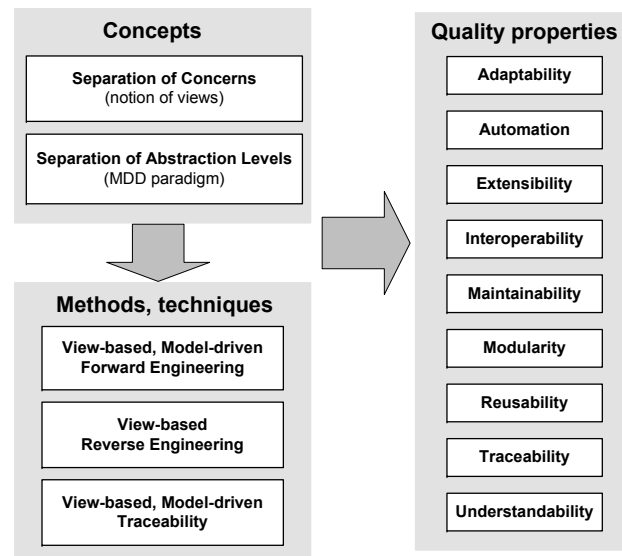 Concepts
Separation of Concerns
(notion of views)
Separation of Abstraction Levels
(MDD paradigm)
Methods, techniques
View-based, Model-driven
Forward Engineering
View-based
Reverse Engineering
View-based, Model-driven
Traceability
Quality properties
Adaptability
Automation
Extensibility
Interoperability
Maintainability
Modularity
Reusability
Traceability
Understandability